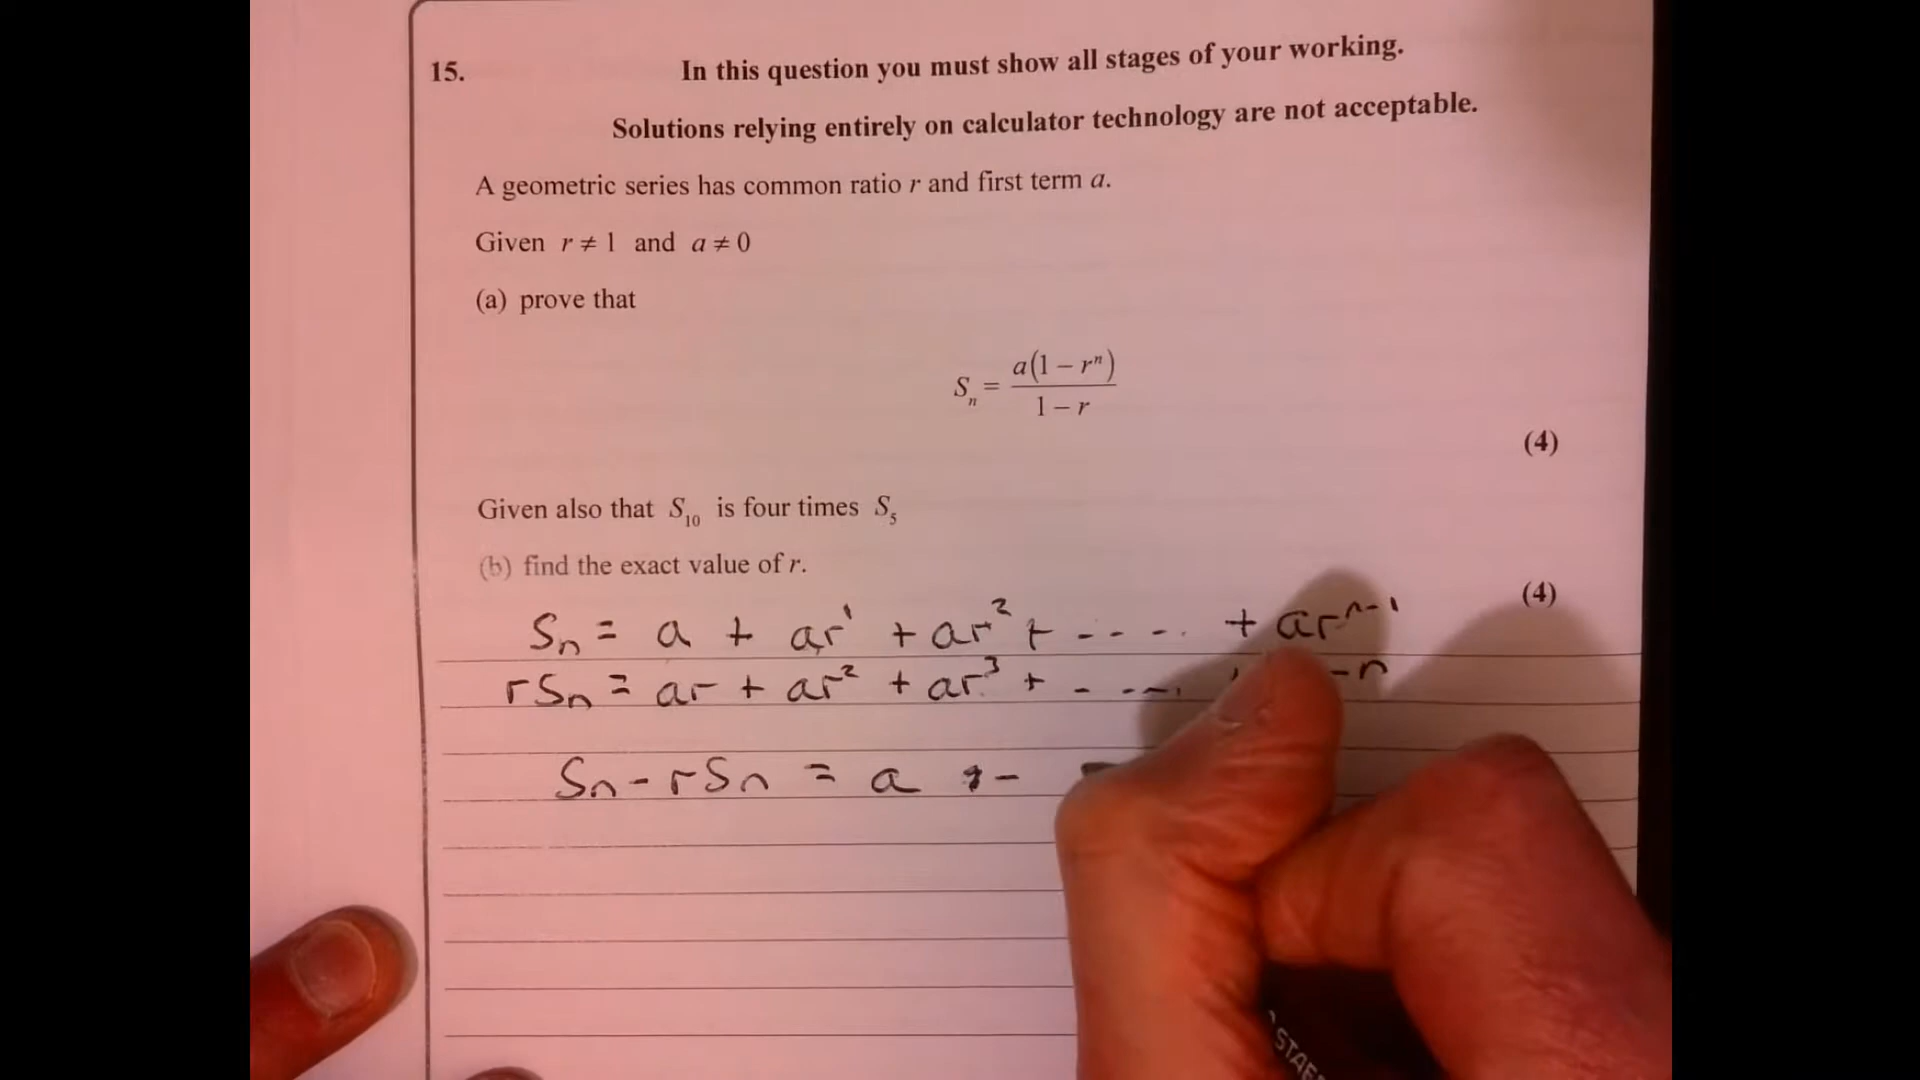 15. In this question you must show all stages of your working.
Solutions relying entirely on calculator technology are not acceptable.
A geometric series has common ratio r and first term a.
Given r ≠ 1 and a ≠ 0
(a) prove that
Sₙ = a(1 − rⁿ) / (1 − r)
(4)
Given also that S₁₀ is four times S₅
(b) find the exact value of r.
(4)
Sₙ = a + ar¹ + ar² + ---- + arⁿ⁻¹
rSₙ = ar + ar² + ar³ + ---- n
Sₙ - rSₙ = a -